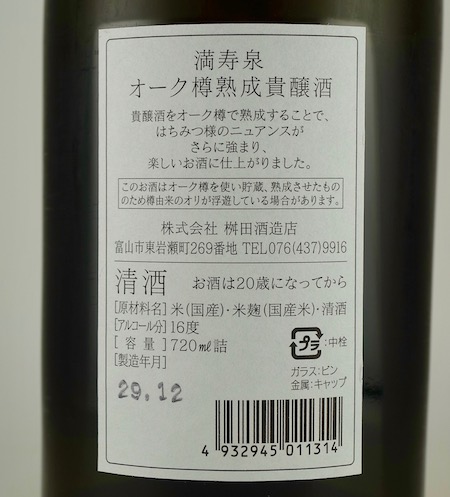 満寿泉
オーク樽熟成貴醸酒
貴醸酒をオーク樽で熟成することで、
はちみつ様のニュアンスが
さらに強まり、
楽しいお酒に仕上がりました。
このお酒はオーク樽を使い貯蔵、熟成させたもの
のため樽由来のオリが浮遊している場合があります。
株式会社 桝田酒造店
富山市東岩瀬町269番地 TEL076(437)9916
清酒 お酒は20歳になってから
[原材料名] 米(国産)・米麹(国産米)・清酒
[アルコール分] 16度
[容量] 720ml詰
[製造年月]
29.12
プラ :中栓
ガラス:ビン
金属:キャップ
4 932945 011314